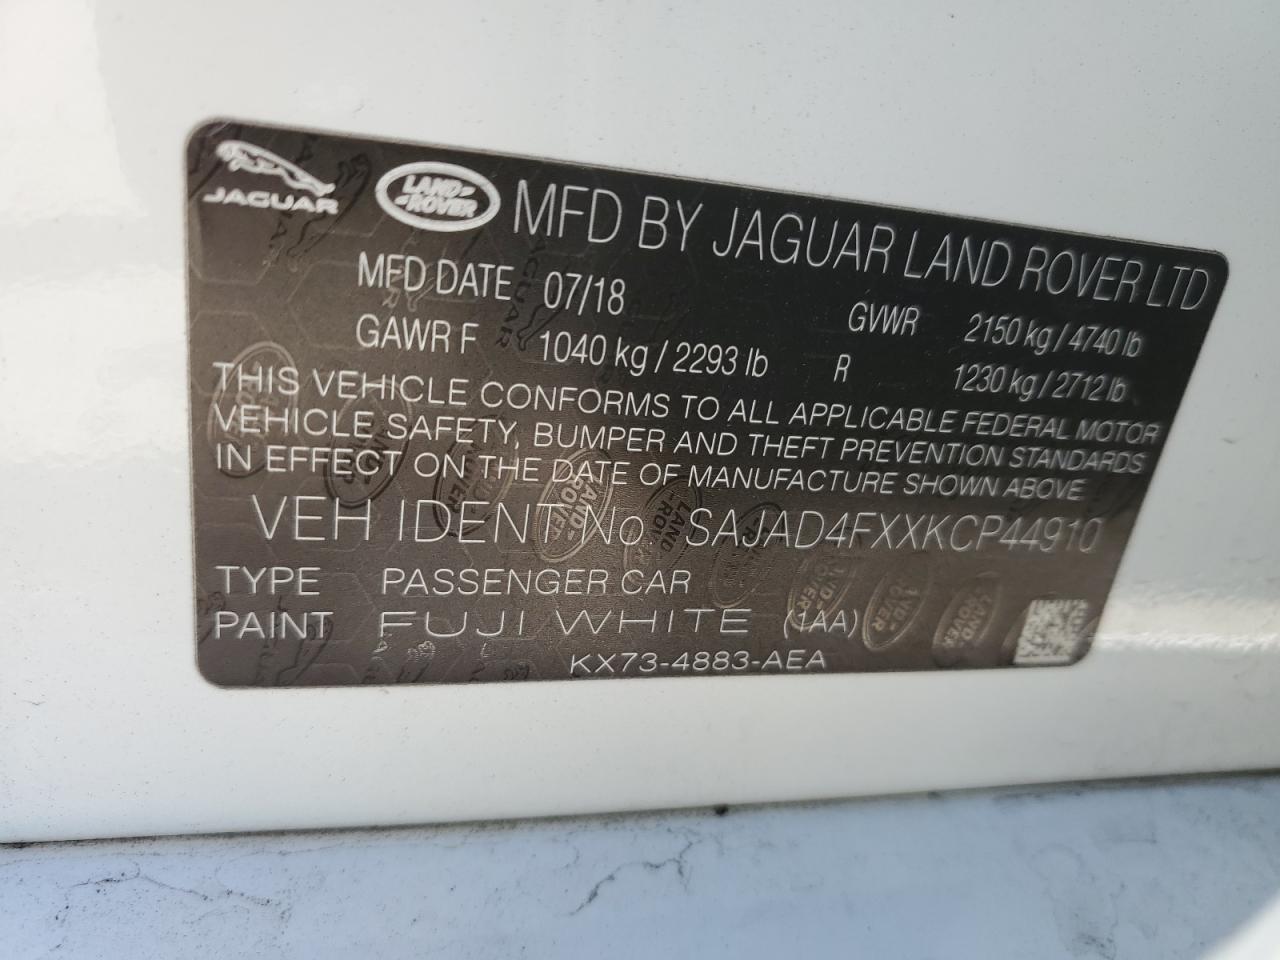 JAGUAR LAND ROVER MFD BY JAGUAR LAND ROVER LTD
MFD DATE 07/18 GVWR 2150 kg / 4740 lb
GAWR F 1040 kg / 2293 lb R 1230 kg / 2712 lb
THIS VEHICLE CONFORMS TO ALL APPLICABLE FEDERAL MOTOR
VEHICLE SAFETY, BUMPER AND THEFT PREVENTION STANDARDS
IN EFFECT ON THE DATE OF MANUFACTURE SHOWN ABOVE
VEH IDENT No. SAJAD4FXXKCP44910
TYPE PASSENGER CAR
PAINT FUJI WHITE (1AA)
KX73-4883-AEA